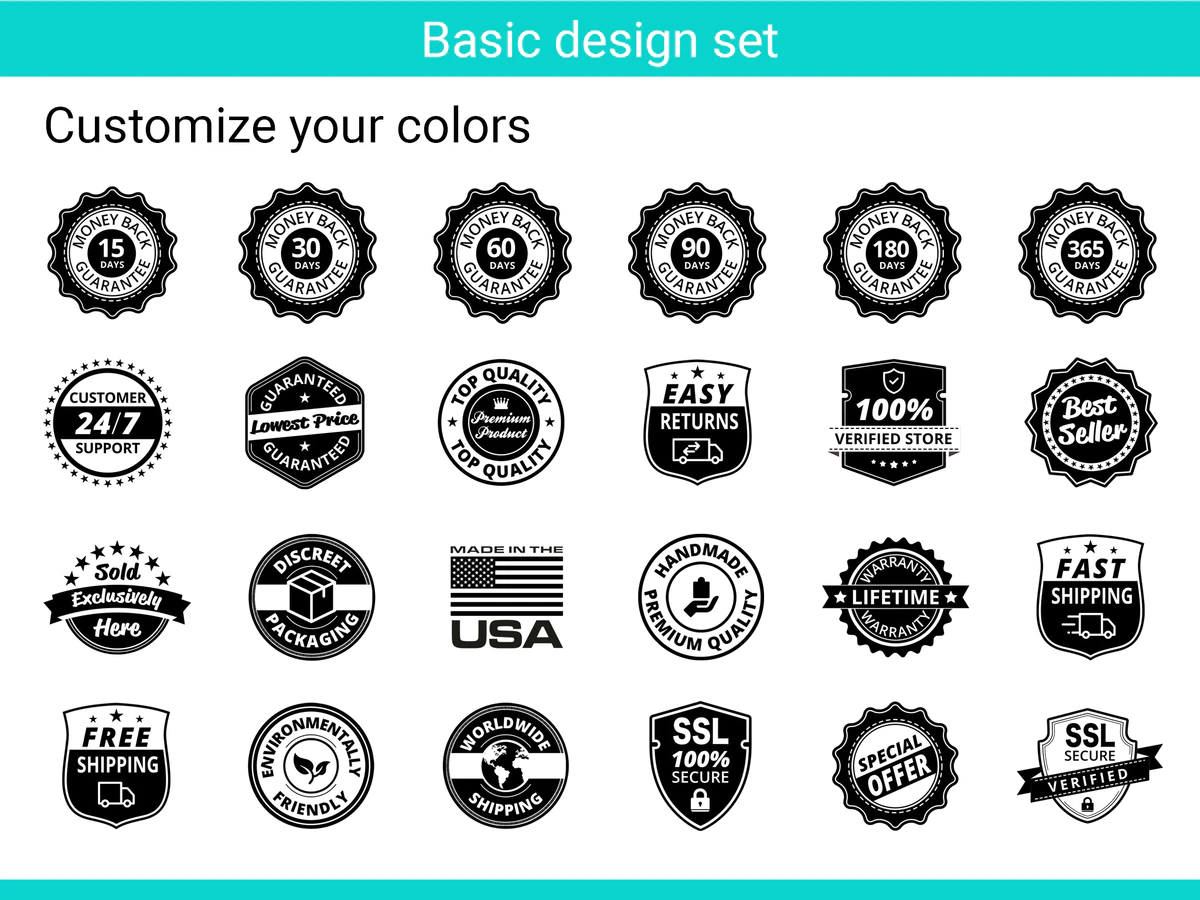 Basic design set
Customize your colors
MONEY BACK
15
DAYS
GUARANTEE
MONEY BACK
30
DAYS
GUARANTEE
MONEY BACK
60
DAYS
GUARANTEE
MONEY BACK
90
DAYS
GUARANTEE
MONEY BACK
180
DAYS
GUARANTEE
MONEY BACK
365
DAYS
GUARANTEE
CUSTOMER
24/7
SUPPORT
GUARANTEED
Lowest Price
GUARANTEED
TOP QUALITY
Premium
Product
TOP QUALITY
EASY
RETURNS
100%
VERIFIED STORE
Best
Seller
Sold
Exclusively
Here
DISCREET
PACKAGING
MADE IN THE
USA
HANDMADE
PREMIUM QUALITY
WARRANTY
LIFETIME
WARRANTY
FAST
SHIPPING
FREE
SHIPPING
ENVIRONMENTALLY
FRIENDLY
WORLDWIDE
SHIPPING
SSL
100%
SECURE
SPECIAL
OFFER
SSL
SECURE
VERIFIED